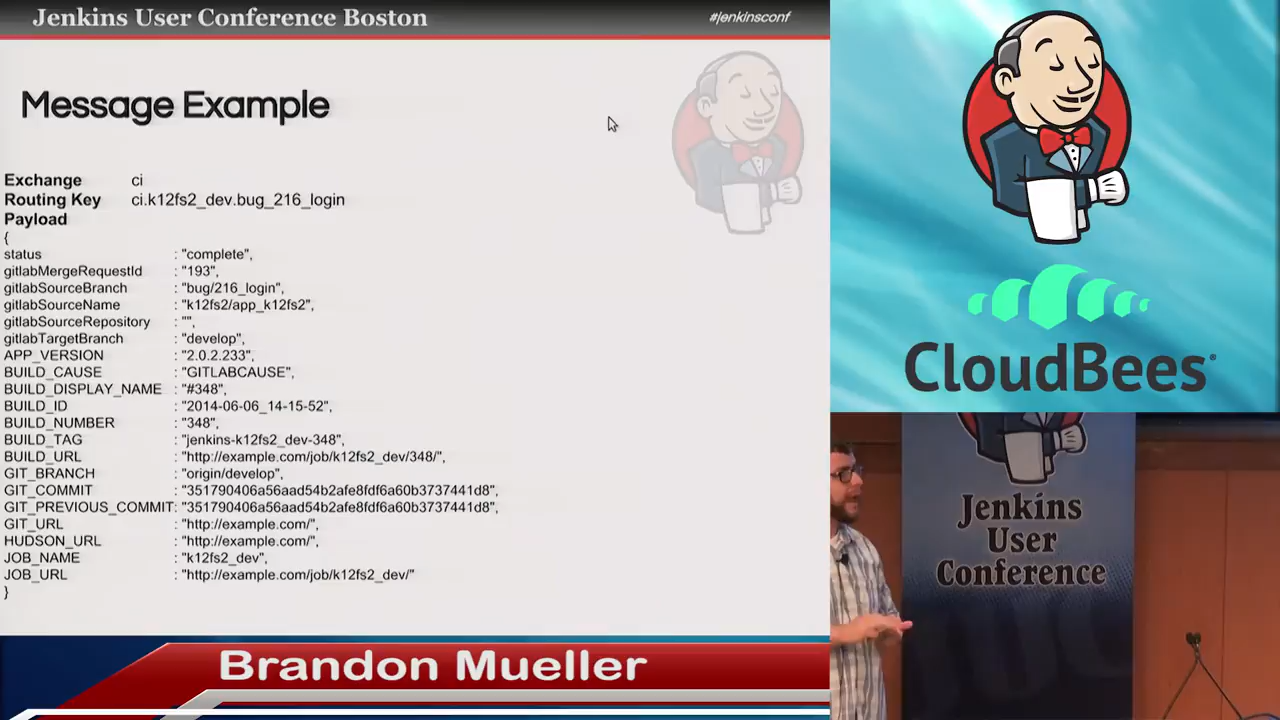 Jenkins User Conference Boston
#jenkinsconf
Message Example
Exchange ci
Routing Key ci.k12fs2_dev.bug_216_login
Payload
{
status : "complete",
gitlabMergeRequestId : "193",
gitlabSourceBranch : "bug/216_login",
gitlabSourceName : "k12fs2/app_k12fs2",
gitlabSourceRepository : "",
gitlabTargetBranch : "develop",
APP_VERSION : "2.0.2.233",
BUILD_CAUSE : "GITLABCAUSE",
BUILD_DISPLAY_NAME : "#348",
BUILD_ID : "2014-06-06_14-15-52",
BUILD_NUMBER : "348",
BUILD_TAG : "jenkins-k12fs2_dev-348",
BUILD_URL : "http://example.com/job/k12fs2_dev/348/",
GIT_BRANCH : "origin/develop",
GIT_COMMIT : "351790406a56aad54b2afe8fdf6a60b3737441d8",
GIT_PREVIOUS_COMMIT: "351790406a56aad54b2afe8fdf6a60b3737441d8",
GIT_URL : "http://example.com/",
HUDSON_URL : "http://example.com/",
JOB_NAME : "k12fs2_dev",
JOB_URL : "http://example.com/job/k12fs2_dev/"
}
Brandon Mueller
CloudBees
Jenkins
User
Conference